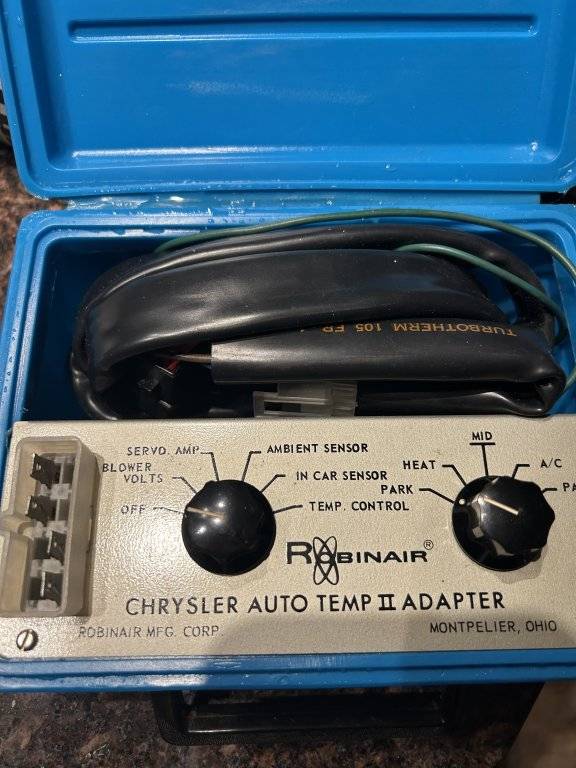 TURBOTHERM 105 FR
SERVO. AMP
AMBIENT SENSOR
BLOWER
VOLTS
IN CAR SENSOR
OFF
TEMP. CONTROL
MID
HEAT
A/C
PARK
ROBINAIR®
CHRYSLER AUTO TEMP II ADAPTER
ROBINAIR MFG. CORP.
MONTPELIER, OHIO